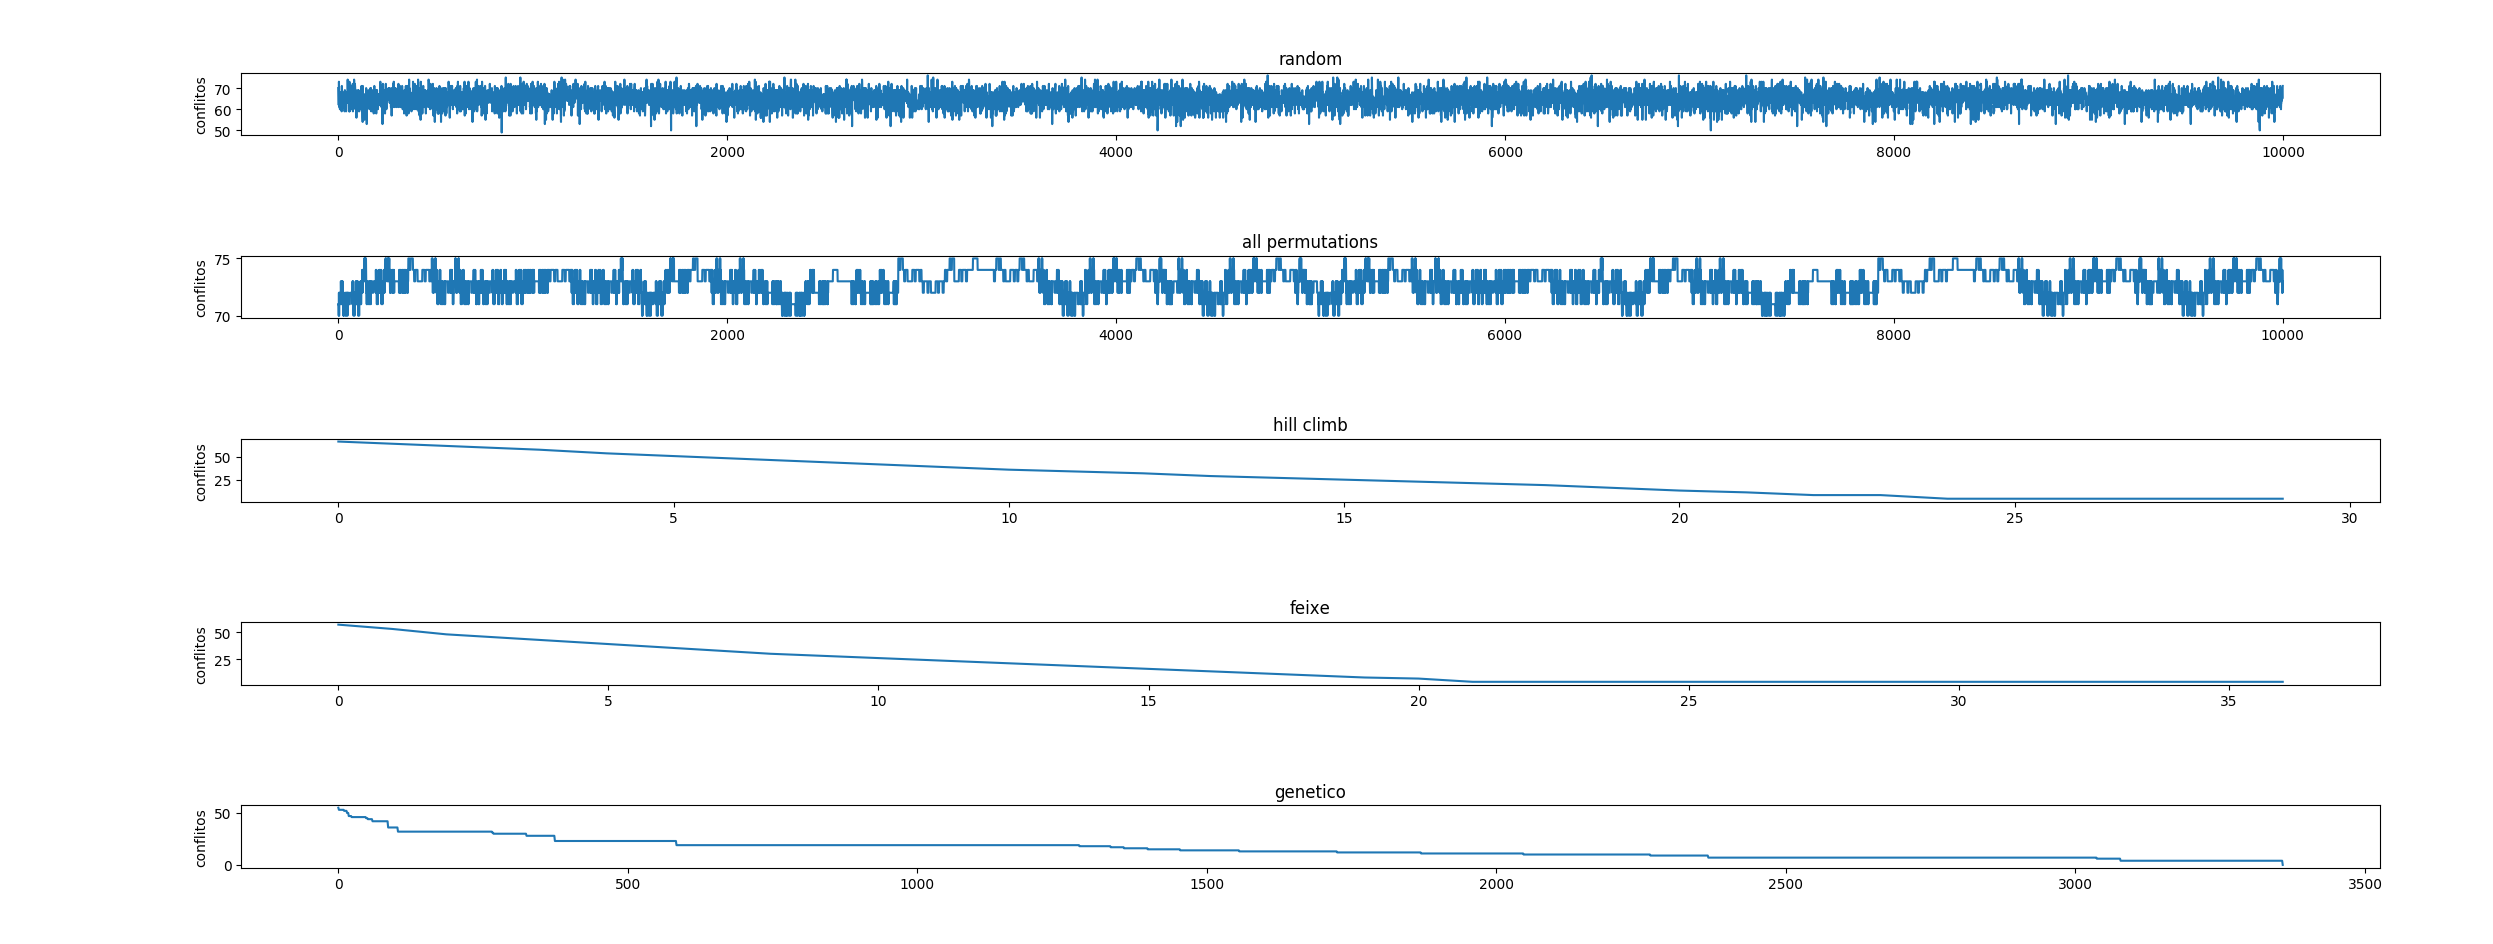 random
conflitos
70
60
50
0 2000 4000 6000 8000 10000
all permutations
conflitos
75
70
0 2000 4000 6000 8000 10000
hill climb
conflitos
50
25
0 5 10 15 20 25 30
feixe
conflitos
50
25
0 5 10 15 20 25 30 35
genetico
conflitos
50
0
0 500 1000 1500 2000 2500 3000 3500